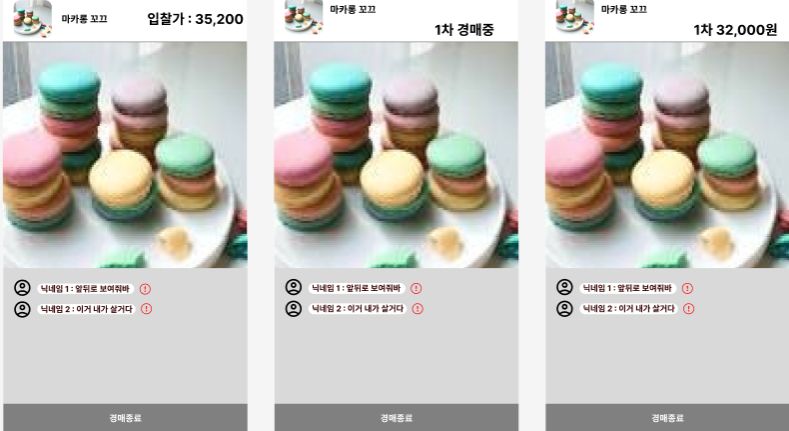 마카롱 꼬끄
입찰가 : 35,200
닉네임 1 : 앞뒤로 보여줘바
닉네임 2 : 이거 내가 살거다
경매종료
마카롱 꼬끄
1차 경매중
닉네임 1 : 앞뒤로 보여줘바
닉네임 2 : 이거 내가 살거다
경매종료
마카롱 꼬끄
1차 32,000원
닉네임 1 : 앞뒤로 보여줘바
닉네임 2 : 이거 내가 살거다
경매종료